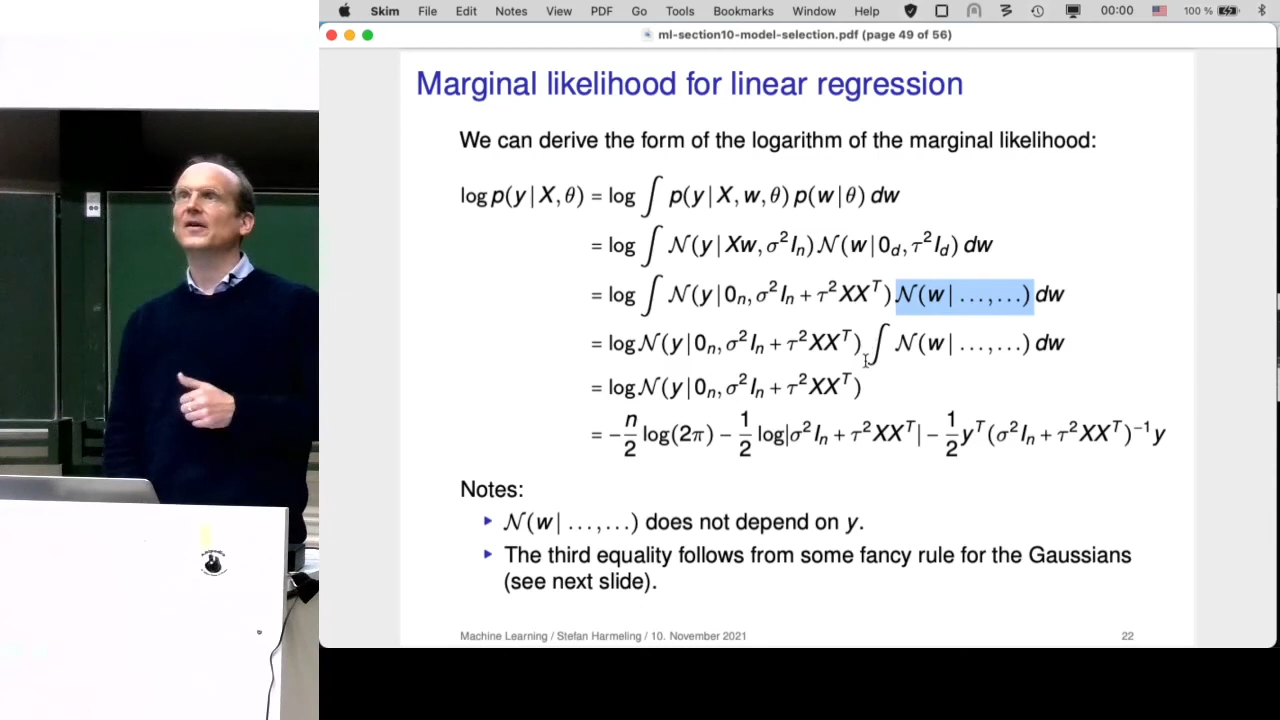 Skim File Edit Notes View PDF Go Tools Bookmarks Window Help 00:00 100 %
ml-section10-model-selection.pdf (page 49 of 56)
Marginal likelihood for linear regression
We can derive the form of the logarithm of the marginal likelihood:
log p(y | X, θ) = log ∫ p(y | X, w, θ) p(w | θ) dw
= log ∫ 𝒩(y | Xw, σ²Iₙ) 𝒩(w | 0_d, τ²I_d) dw
= log ∫ 𝒩(y | 0ₙ, σ²Iₙ + τ²XXᵀ) 𝒩(w | …, …) dw
= log 𝒩(y | 0ₙ, σ²Iₙ + τ²XXᵀ) ∫ 𝒩(w | …, …) dw
= log 𝒩(y | 0ₙ, σ²Iₙ + τ²XXᵀ)
= −n/2 log(2π) − 1/2 log|σ²Iₙ + τ²XXᵀ| − 1/2 yᵀ(σ²Iₙ + τ²XXᵀ)⁻¹y
Notes:
𝒩(w | …, …) does not depend on y.
The third equality follows from some fancy rule for the Gaussians
(see next slide).
Machine Learning / Stefan Harmeling / 10. November 2021 22